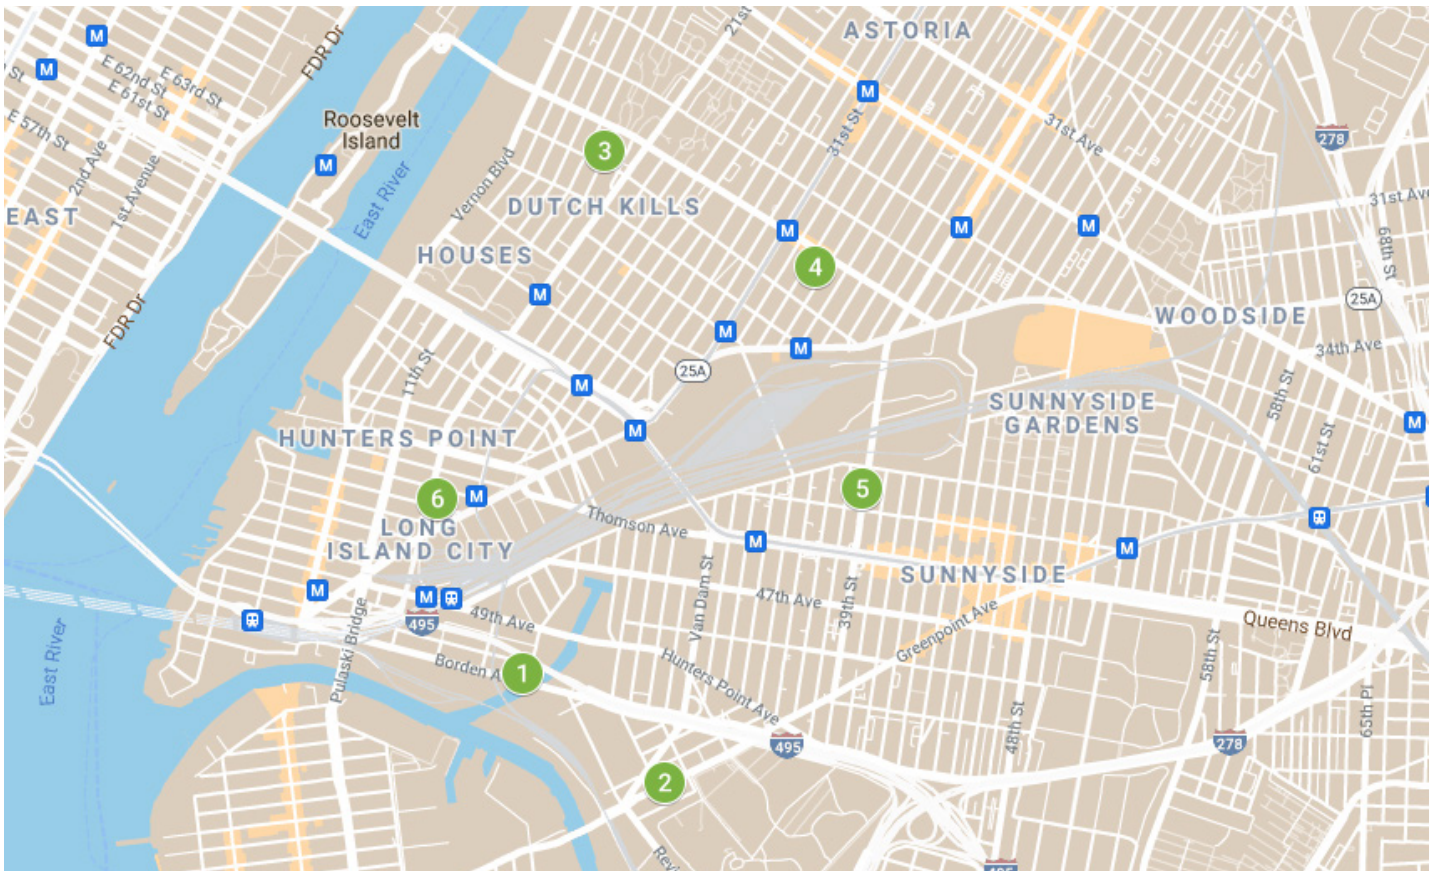 ASTORIA
21st
FDR Dr
M
M
E 62nd St
E 63rd St
E 61st St
St
M
31st Ave
31st St
278
Roosevelt
Island
E 57th St
3
M
2nd Ave
1st Avenue
East River
Vernon Blvd
31st Ave
EAST
DUTCH KILLS
M
M
M
68th St
HOUSES
4
M
25A
FDR Dr
WOODSIDE
M
M
34th Ave
25A
11th St
M
58th St
SUNNYSIDE
GARDENS
M
M
HUNTERS POINT
61st St
5
6
M
LONG
ISLAND CITY
Thomson Ave
M
M
SUNNYSIDE
M
M
49th Ave
495
47th Ave
Van Dam St
39th St
Greenpoint Ave
Queens Blvd
Pulaski Bridge
East River
Borden A
1
Hunters Point Ave
58th St
65th Pl
48th St
495
278
2
495